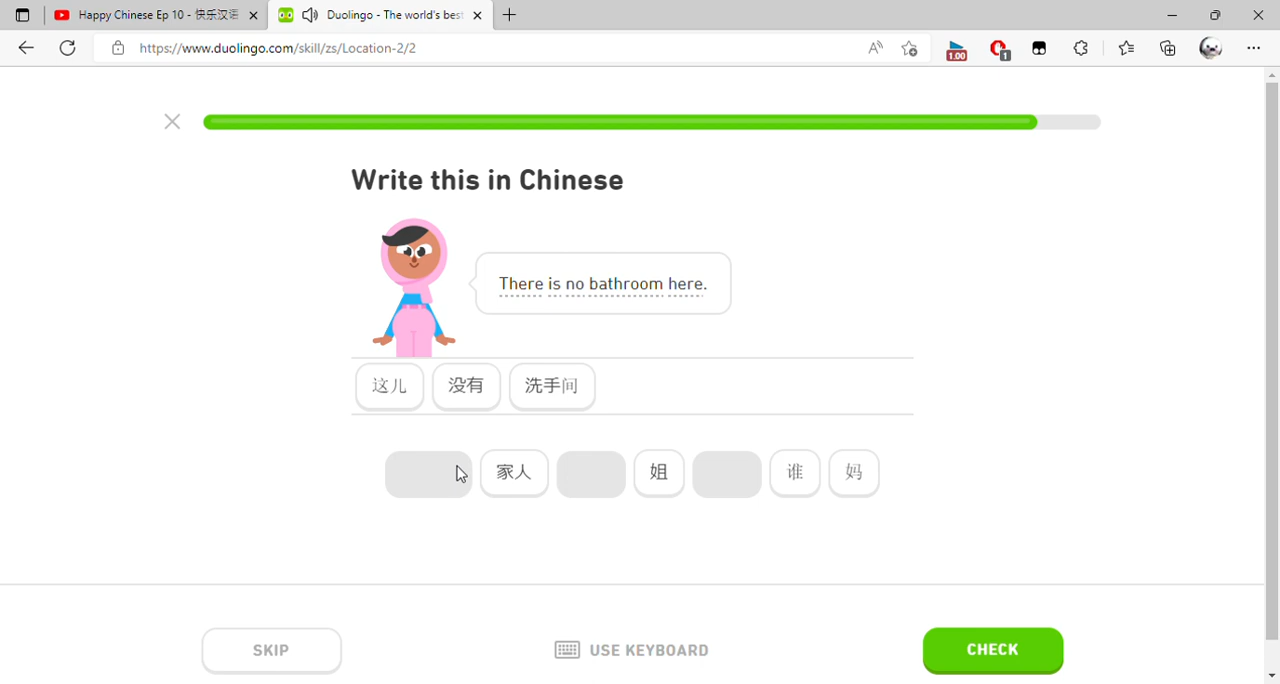 Happy Chinese Ep 10 - 快乐汉语
Duolingo - The world's best
https://www.duolingo.com/skill/zs/Location-2/2
1.00
1
Write this in Chinese
There is no bathroom here.
这儿 没有 洗手间
家人 姐 谁 妈
SKIP USE KEYBOARD CHECK